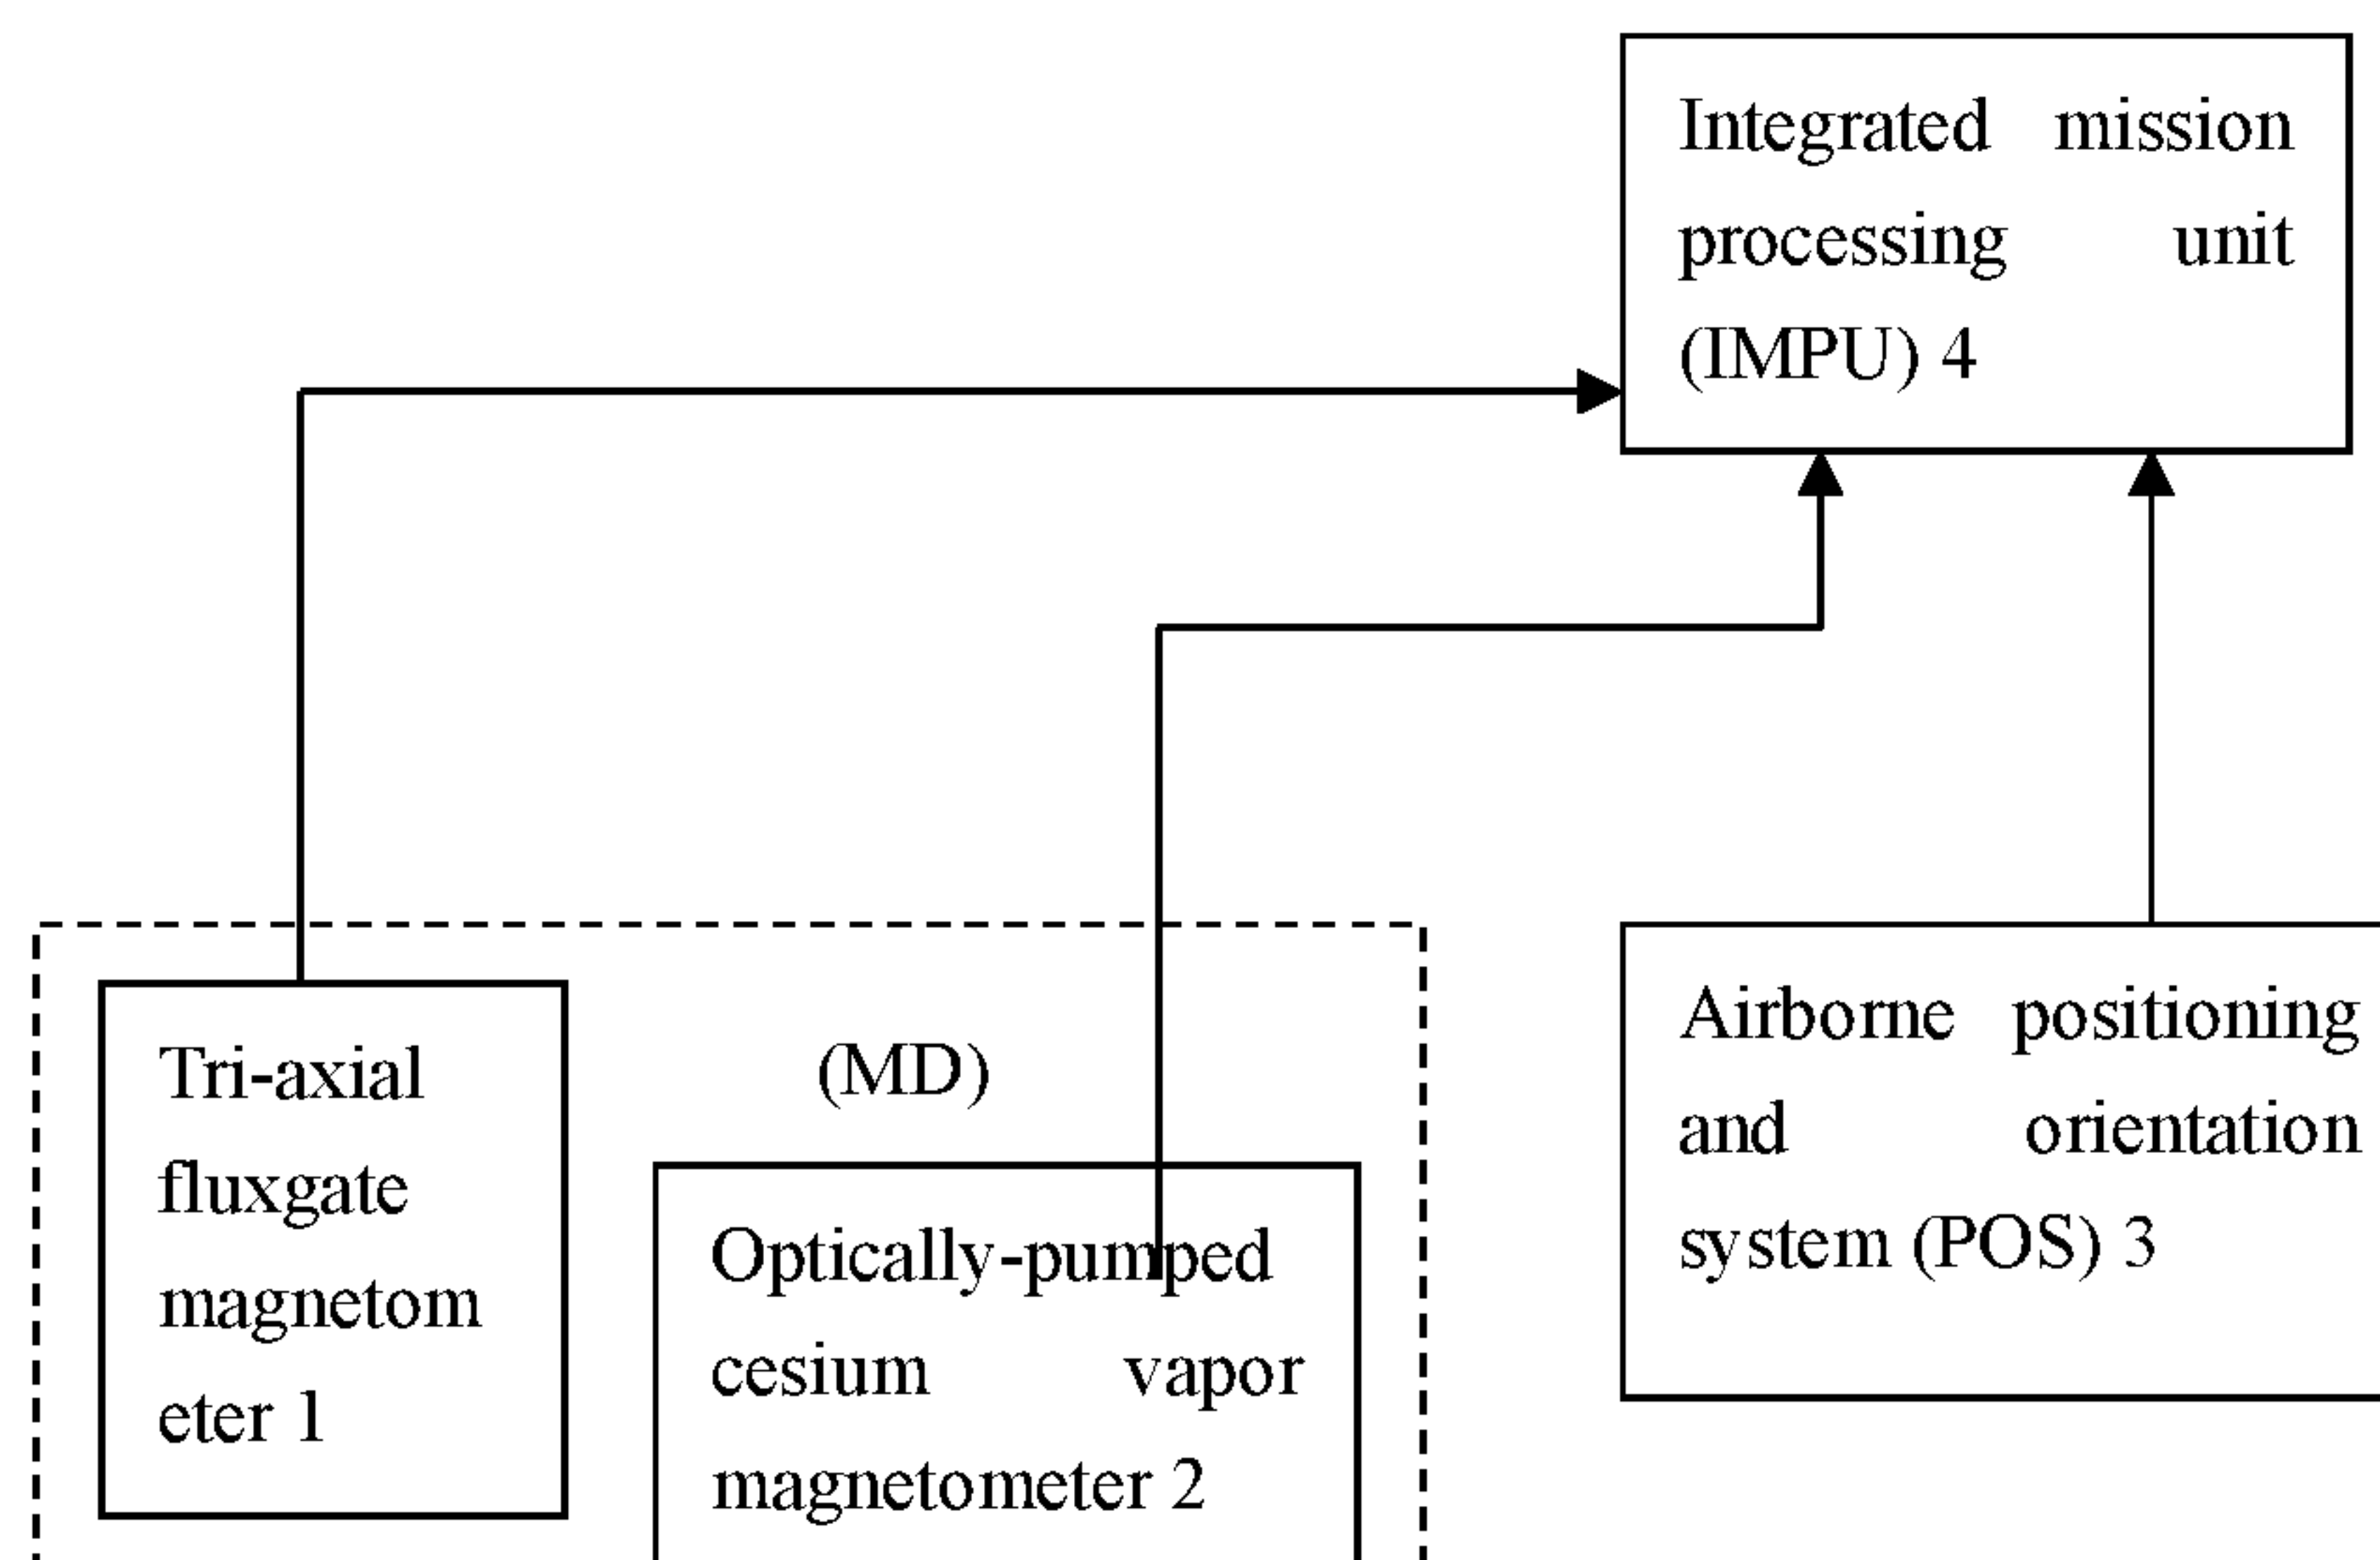 Integrated mission
processing unit
(IMPU) 4
Tri-axial
fluxgate
magnetom
eter 1
(MD)
Optically-pumped
cesium vapor
magnetometer 2
Airborne positioning
and orientation
system (POS) 3